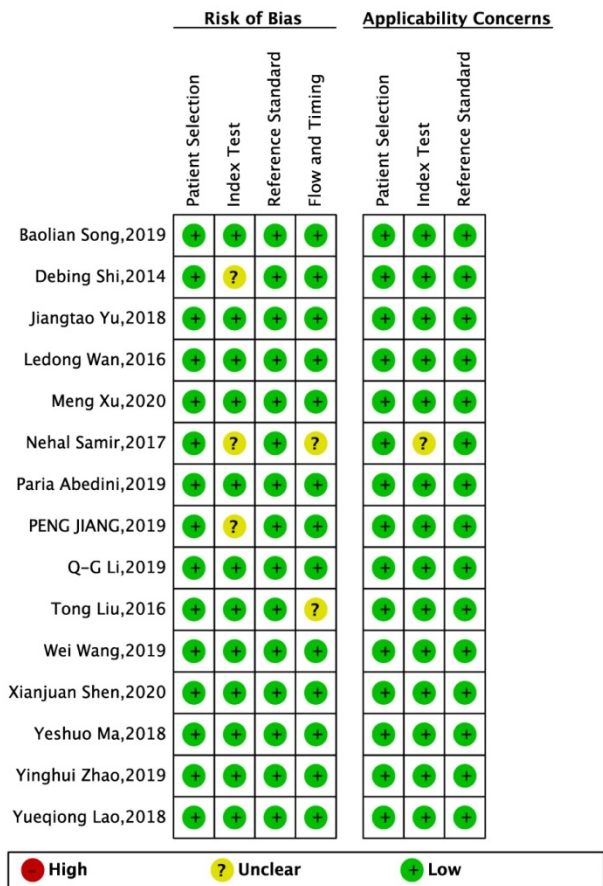 Risk of Bias
Applicability Concerns
Patient Selection
Index Test
Reference Standard
Flow and Timing
Patient Selection
Index Test
Reference Standard
Baolian Song,2019 + + + + + + +
Debing Shi,2014 + ? + + + + +
Jiangtao Yu,2018 + + + + + + +
Ledong Wan,2016 + + + + + + +
Meng Xu,2020 + + + + + + +
Nehal Samir,2017 + ? + ? + ? +
Paria Abedini,2019 + + + + + + +
PENG JIANG,2019 + ? + + + + +
Q-G Li,2019 + + + + + + +
Tong Liu,2016 + + + ? + + +
Wei Wang,2019 + + + + + + +
Xianjuan Shen,2020 + + + + + + +
Yeshuo Ma,2018 + + + + + + +
Yinghui Zhao,2019 + + + + + + +
Yueqiong Lao,2018 + + + + + + +
- High ? Unclear + Low